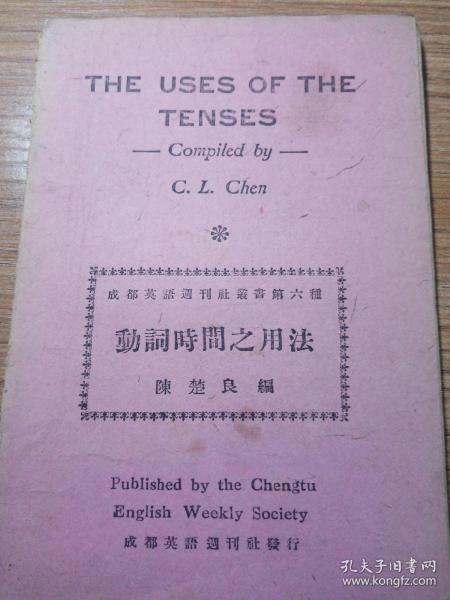 THE USES OF THE
TENSES
— Compiled by —
C. L. Chen
成都英語週刊社叢書第六種
動詞時間之用法
陳楚良編
Published by the Chengtu
English Weekly Society
成都英語週刊社發行
孔夫子旧书网
www.kongfz.com